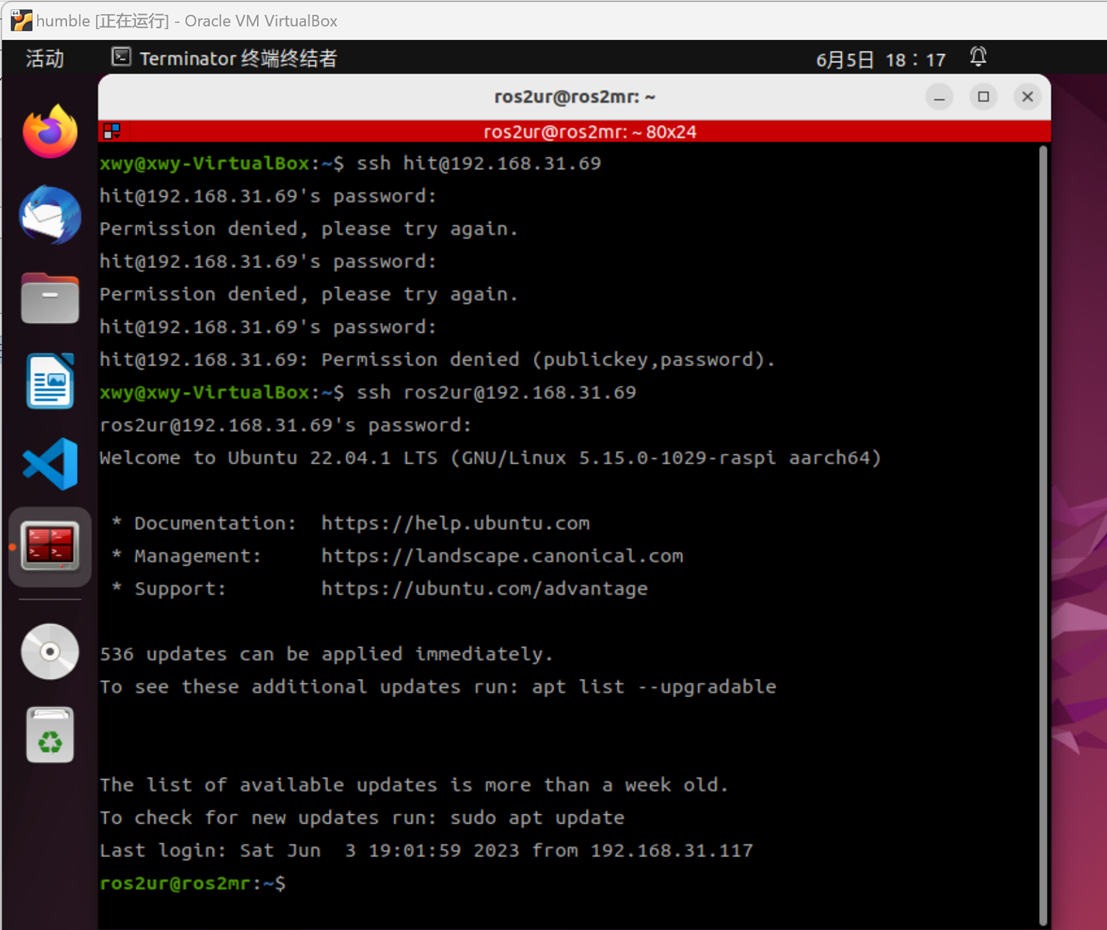 humble [正在运行] - Oracle VM VirtualBox
活动 Terminator 终端终结者 6月5日 18：17
ros2ur@ros2mr: ~
ros2ur@ros2mr: ~ 80x24
xwy@xwy-VirtualBox:~$ ssh hit@192.168.31.69
hit@192.168.31.69's password:
Permission denied, please try again.
hit@192.168.31.69's password:
Permission denied, please try again.
hit@192.168.31.69's password:
hit@192.168.31.69: Permission denied (publickey,password).
xwy@xwy-VirtualBox:~$ ssh ros2ur@192.168.31.69
ros2ur@192.168.31.69's password:
Welcome to Ubuntu 22.04.1 LTS (GNU/Linux 5.15.0-1029-raspi aarch64)
* Documentation: https://help.ubuntu.com
* Management: https://landscape.canonical.com
* Support: https://ubuntu.com/advantage
536 updates can be applied immediately.
To see these additional updates run: apt list --upgradable
The list of available updates is more than a week old.
To check for new updates run: sudo apt update
Last login: Sat Jun  3 19:01:59 2023 from 192.168.31.117
ros2ur@ros2mr:~$